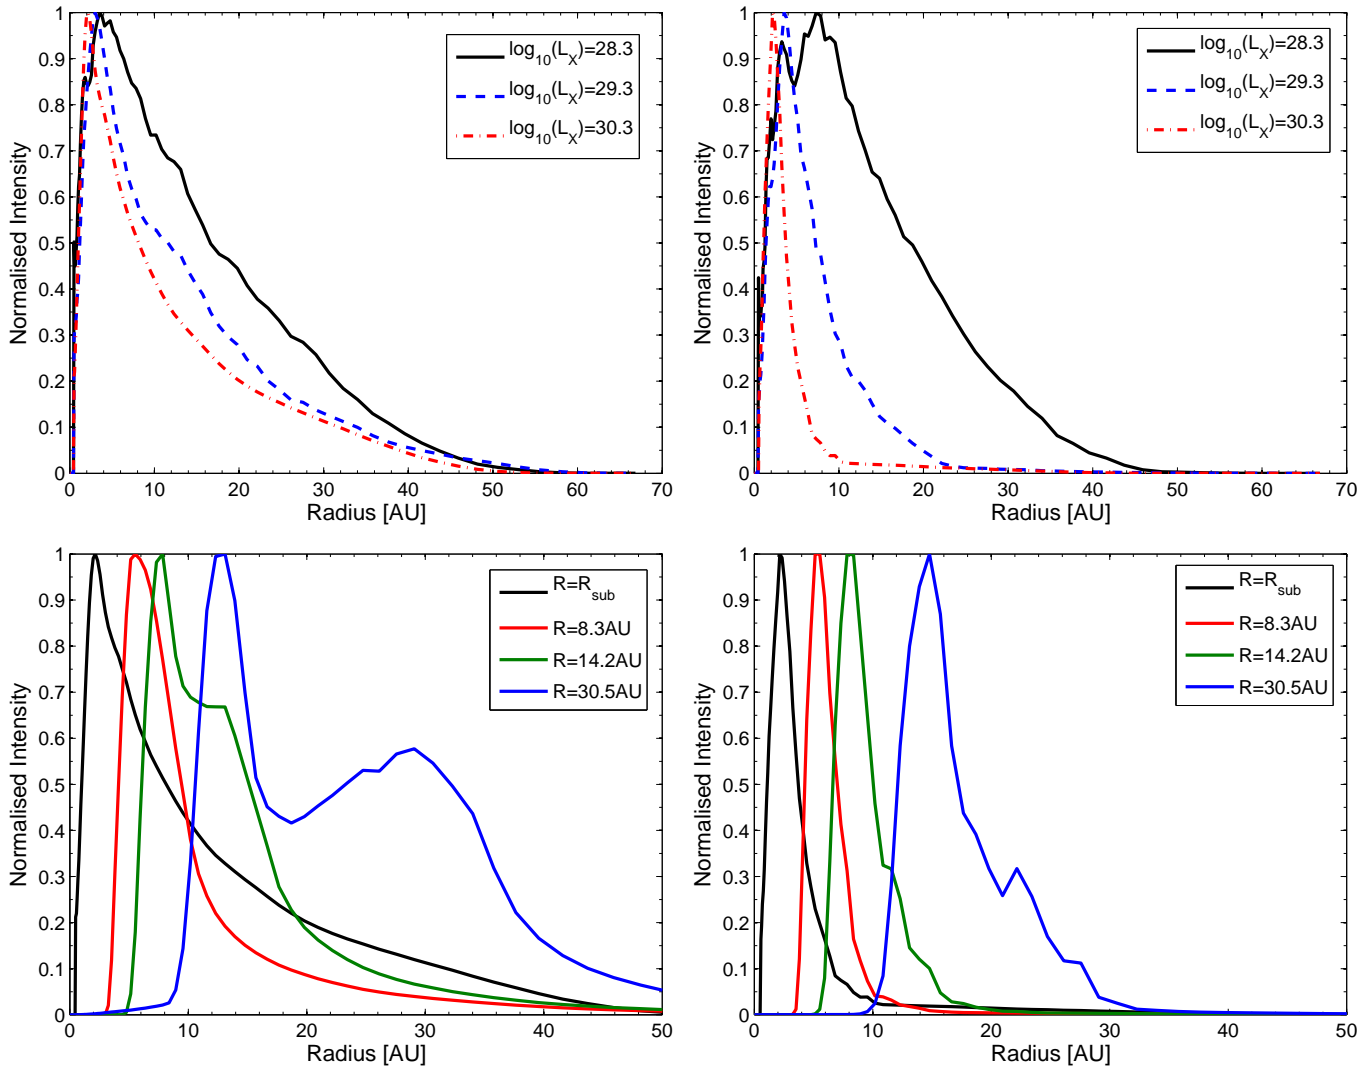 1
0.9
0.8
0.7
0.6
0.5
0.4
0.3
0.2
0.1
0
Normalised Intensity
log10(LX)=28.3
log10(LX)=29.3
log10(LX)=30.3
0 10 20 30 40 50 60 70
Radius [AU]
1
0.9
0.8
0.7
0.6
0.5
0.4
0.3
0.2
0.1
0
Normalised Intensity
log10(LX)=28.3
log10(LX)=29.3
log10(LX)=30.3
0 10 20 30 40 50 60 70
Radius [AU]
1
0.9
0.8
0.7
0.6
0.5
0.4
0.3
0.2
0.1
0
Normalised Intensity
R=Rsub
R=8.3AU
R=14.2AU
R=30.5AU
0 10 20 30 40 50
Radius [AU]
1
0.9
0.8
0.7
0.6
0.5
0.4
0.3
0.2
0.1
0
Normalised Intensity
R=Rsub
R=8.3AU
R=14.2AU
R=30.5AU
0 10 20 30 40 50
Radius [AU]